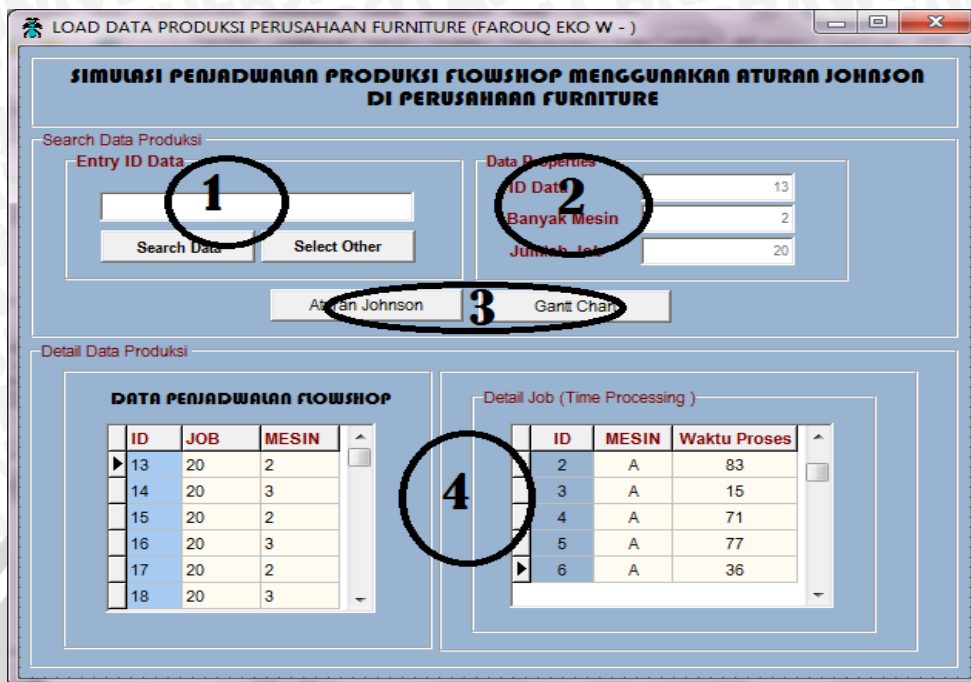 LOAD DATA PRODUKSI PERUSAHAAN FURNITURE (FAROUQ EKO W - )
SIMULASI PENJADWALAN PRODUKSI FLOWSHOP MENGGUNAKAN ATURAN JOHNSON
DI PERUSAHAAN FURNITURE
Search Data Produksi
Entry ID Data
1
Search Data
Select Other
Data Properties
2
ID Data 13
Banyak Mesin 2
Jumlah Job 20
Aturan Johnson
3
Gantt Chart
Detail Data Produksi
DATA PENJADWALAN FLOWSHOP
ID JOB MESIN
13 20 2
14 20 3
15 20 2
16 20 3
17 20 2
18 20 3
4
Detail Job (Time Processing )
ID MESIN Waktu Proses
2 A 83
3 A 15
4 A 71
5 A 77
6 A 36